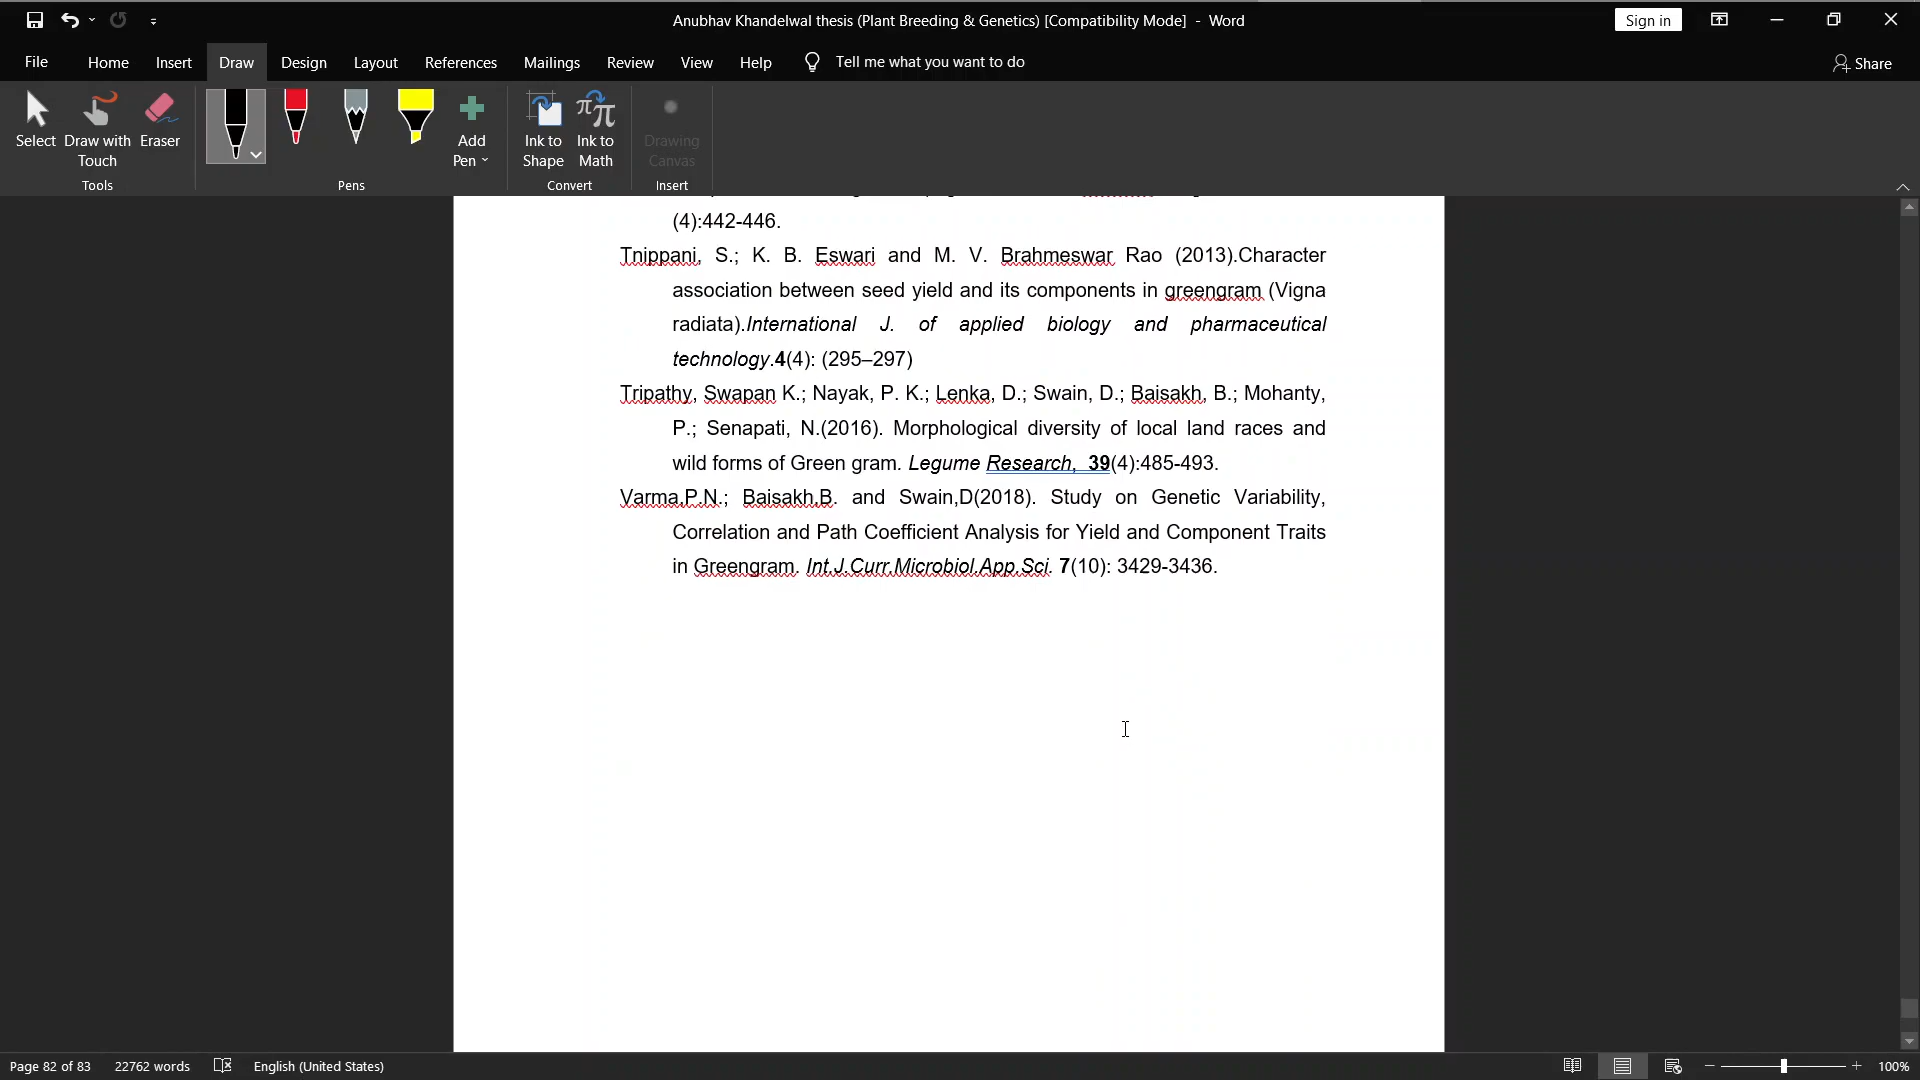 Anubhav Khandelwal thesis (Plant Breeding & Genetics) [Compatibility Mode] - Word
Sign in
File Home Insert Draw Design Layout References Mailings Review View Help Tell me what you want to do
Share
Select
Draw with Touch
Eraser
Add Pen
Ink to Shape
Ink to Math
Drawing Canvas
Tools
Pens
Convert
Insert
(4):442-446.
Tnippani, S.; K. B. Eswari and M. V. Brahmeswar Rao (2013).Character
association between seed yield and its components in greengram (Vigna
radiata).International J. of applied biology and pharmaceutical
technology.4(4): (295–297)
Tripathy, Swapan K.; Nayak, P. K.; Lenka, D.; Swain, D.; Baisakh, B.; Mohanty,
P.; Senapati, N.(2016). Morphological diversity of local land races and
wild forms of Green gram. Legume Research, 39(4):485-493.
Varma,P.N.; Baisakh,B. and Swain,D(2018). Study on Genetic Variability,
Correlation and Path Coefficient Analysis for Yield and Component Traits
in Greengram. Int.J.Curr.Microbiol.App.Sci. 7(10): 3429-3436.
Page 82 of 83 22762 words English (United States)
100%